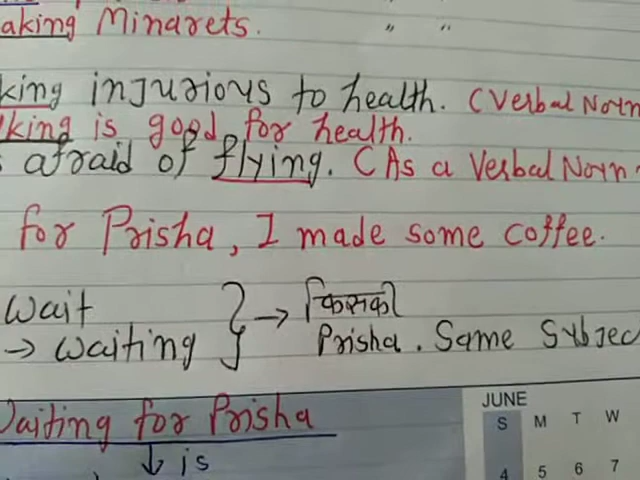 aking Minarets. " "
king injurious to health. (Verbal Noun
king is good for health.
afraid of flying. (As a Verbal Noun
for Prisha, I made some coffee.
Wait } → किसकी
→ waiting Prisha. Same Subjec
Waiting for Prisha
↓ is
JUNE
S M T W
4 5 6 7